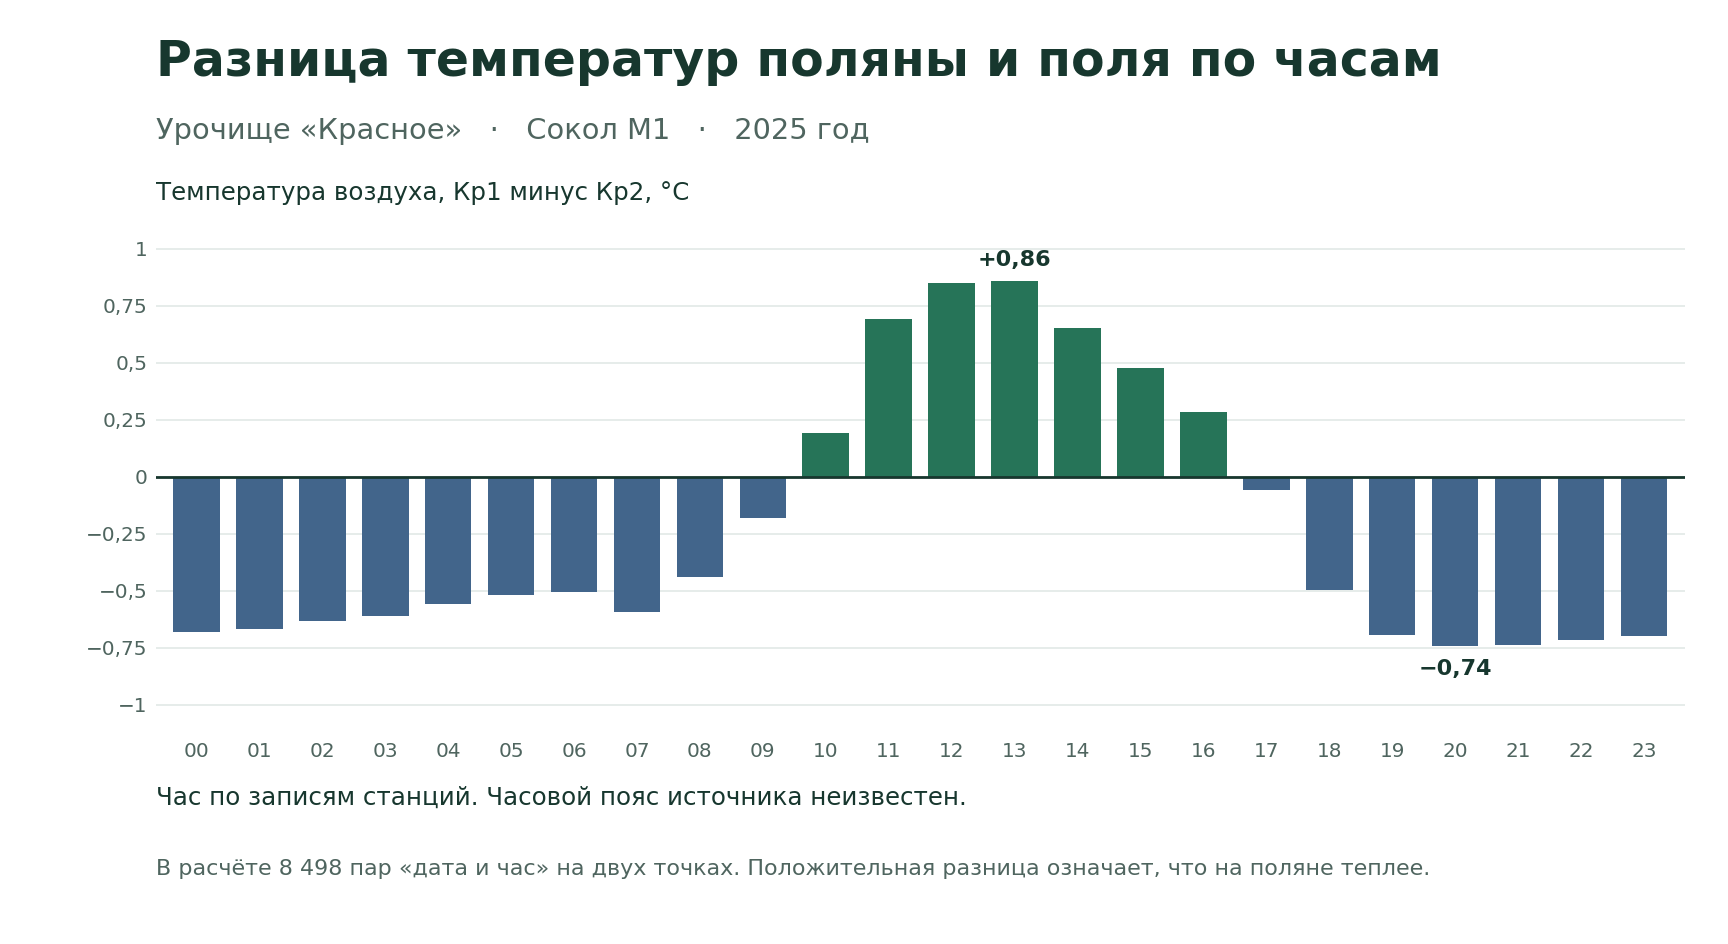 Разница температур поляны и поля по часам
Урочище «Красное» · Сокол М1 · 2025 год
Температура воздуха, Кр1 минус Кр2, °C
1
+0,86
0,75
0,5
0,25
0
−0,25
−0,5
−0,75
−0,74
−1
00 01 02 03 04 05 06 07 08 09 10 11 12 13 14 15 16 17 18 19 20 21 22 23
Час по записям станций. Часовой пояс источника неизвестен.
В расчёте 8 498 пар «дата и час» на двух точках. Положительная разница означает, что на поляне теплее.